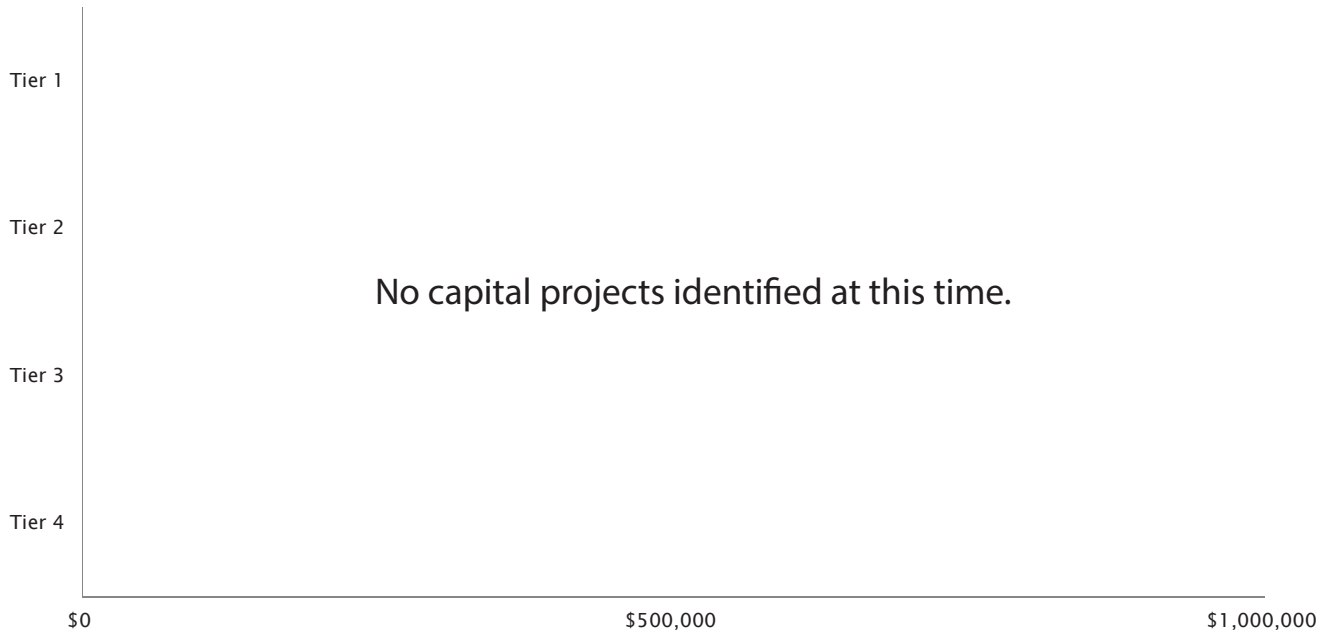 Tier 1
Tier 2
No capital projects identified at this time.
Tier 3
Tier 4
$0 $500,000 $1,000,000